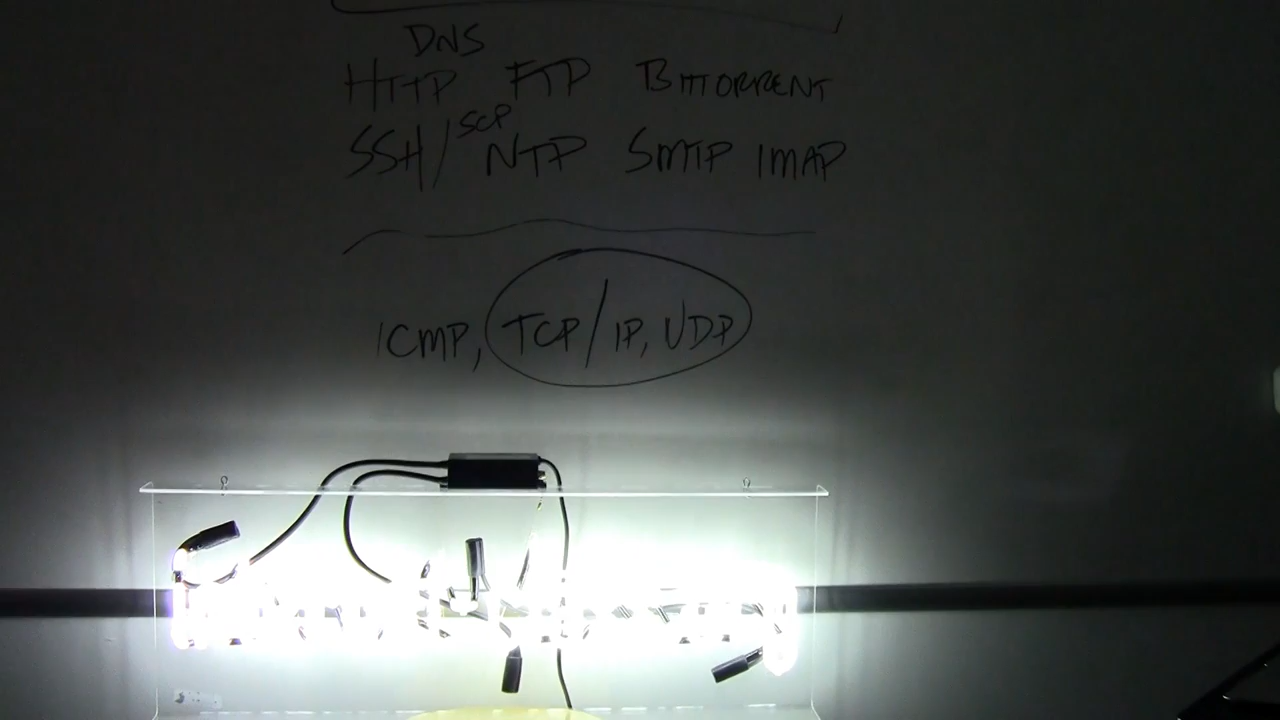 DNS
HTTP FTP BITTORRENT
SSH/SCP NTP SMTP IMAP
ICMP, TCP/IP, UDP